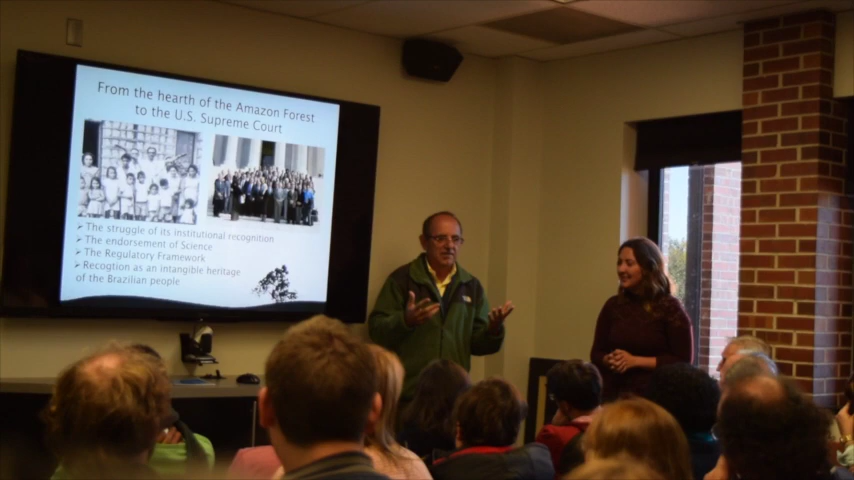 From the hearth of the Amazon Forest
to the U.S. Supreme Court
➢ The struggle of its institutional recognition
➢ The endorsement of Science
➢ The Regulatory Framework
➢ Recogtion as an intangible heritage
of the Brazilian people